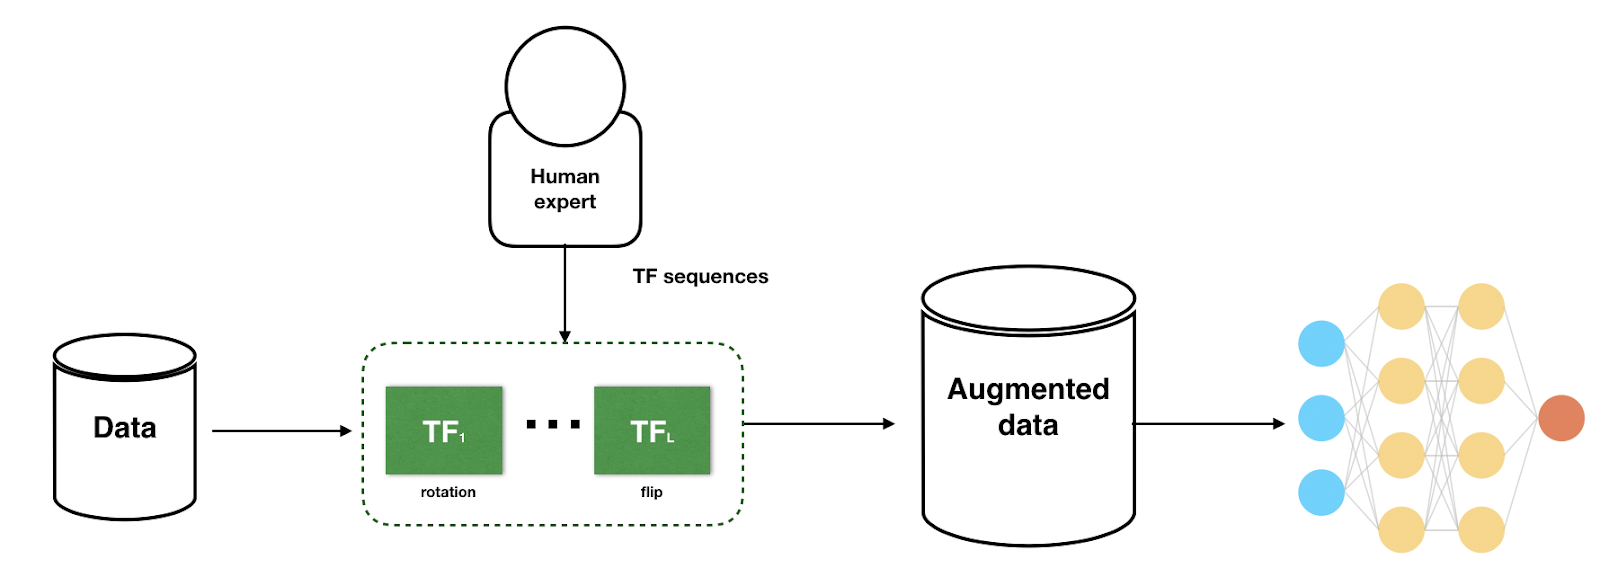 Human
expert
TF sequences
Data
TF1
rotation
TFL
flip
Augmented
data